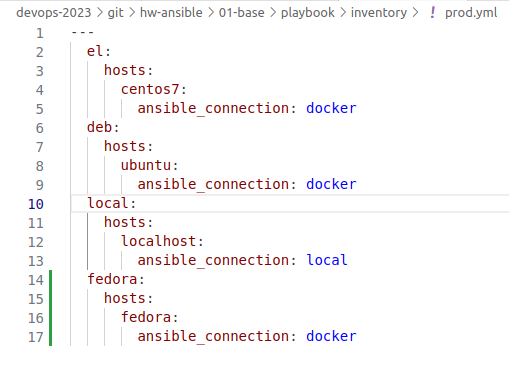 devops-2023 > git > hw-ansible > 01-base > playbook > inventory > ! prod.yml
1 ---
2   el:
3     hosts:
4       centos7:
5         ansible_connection: docker
6   deb:
7     hosts:
8       ubuntu:
9         ansible_connection: docker
10   local:
11     hosts:
12       localhost:
13         ansible_connection: local
14   fedora:
15     hosts:
16       fedora:
17         ansible_connection: docker